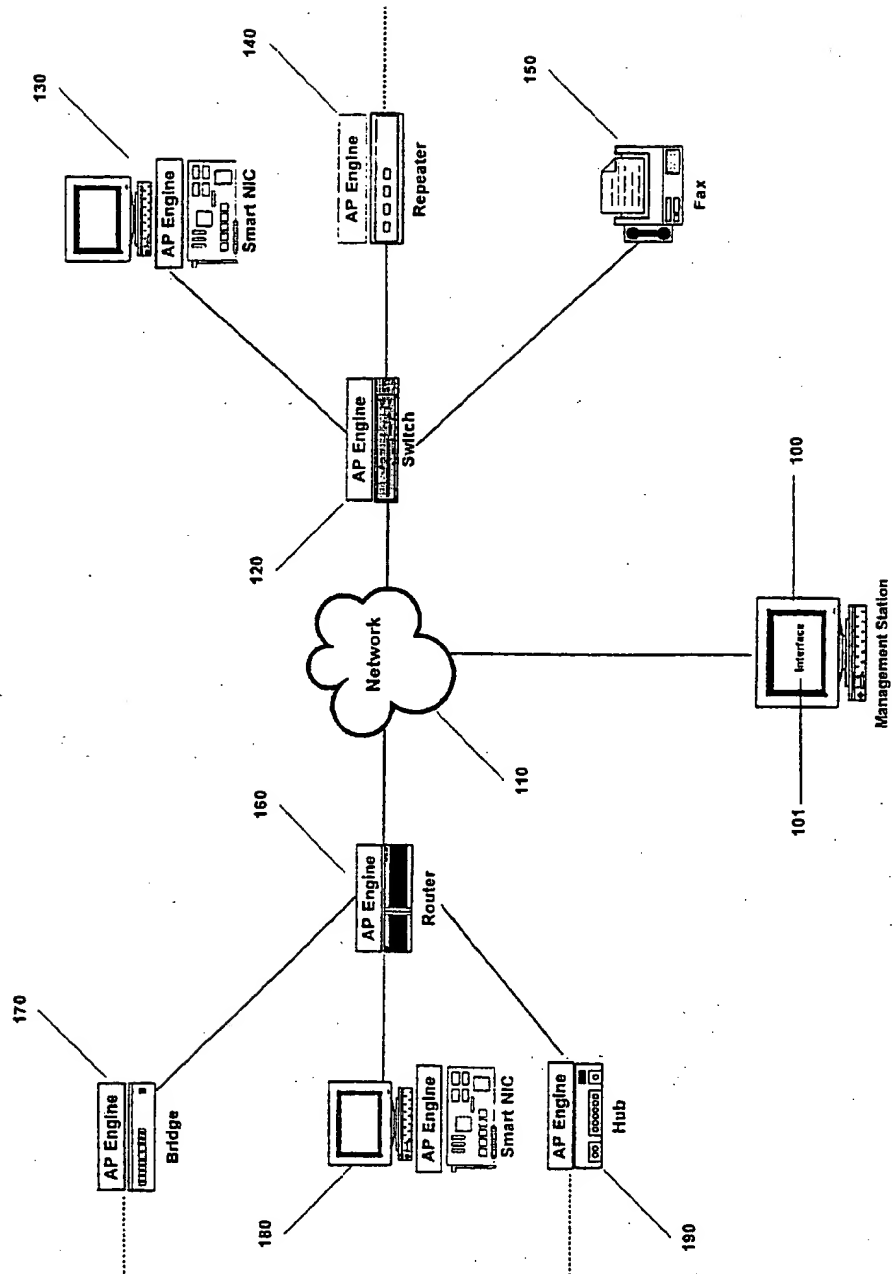 130
AP Engine
Smart NIC
140
AP Engine
Repeater
150
Fax
120
AP Engine
Switch
Network
110
100
Interface
101
Management Station
160
AP Engine
Router
170
AP Engine
Bridge
180
AP Engine
Smart NIC
AP Engine
Hub
190